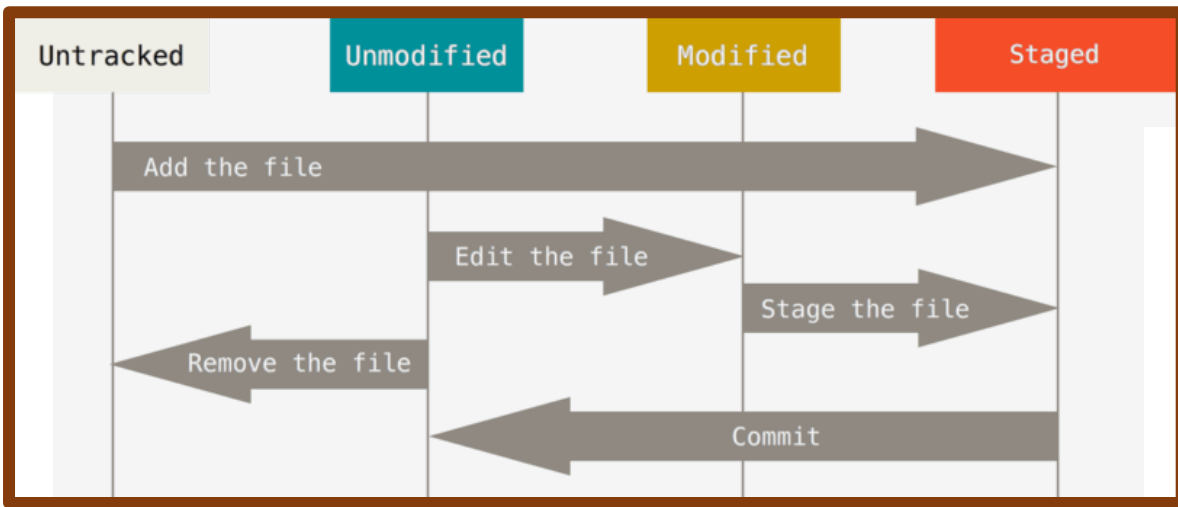 Untracked
Unmodified
Modified
Staged
Add the file
Edit the file
Stage the file
Remove the file
Commit